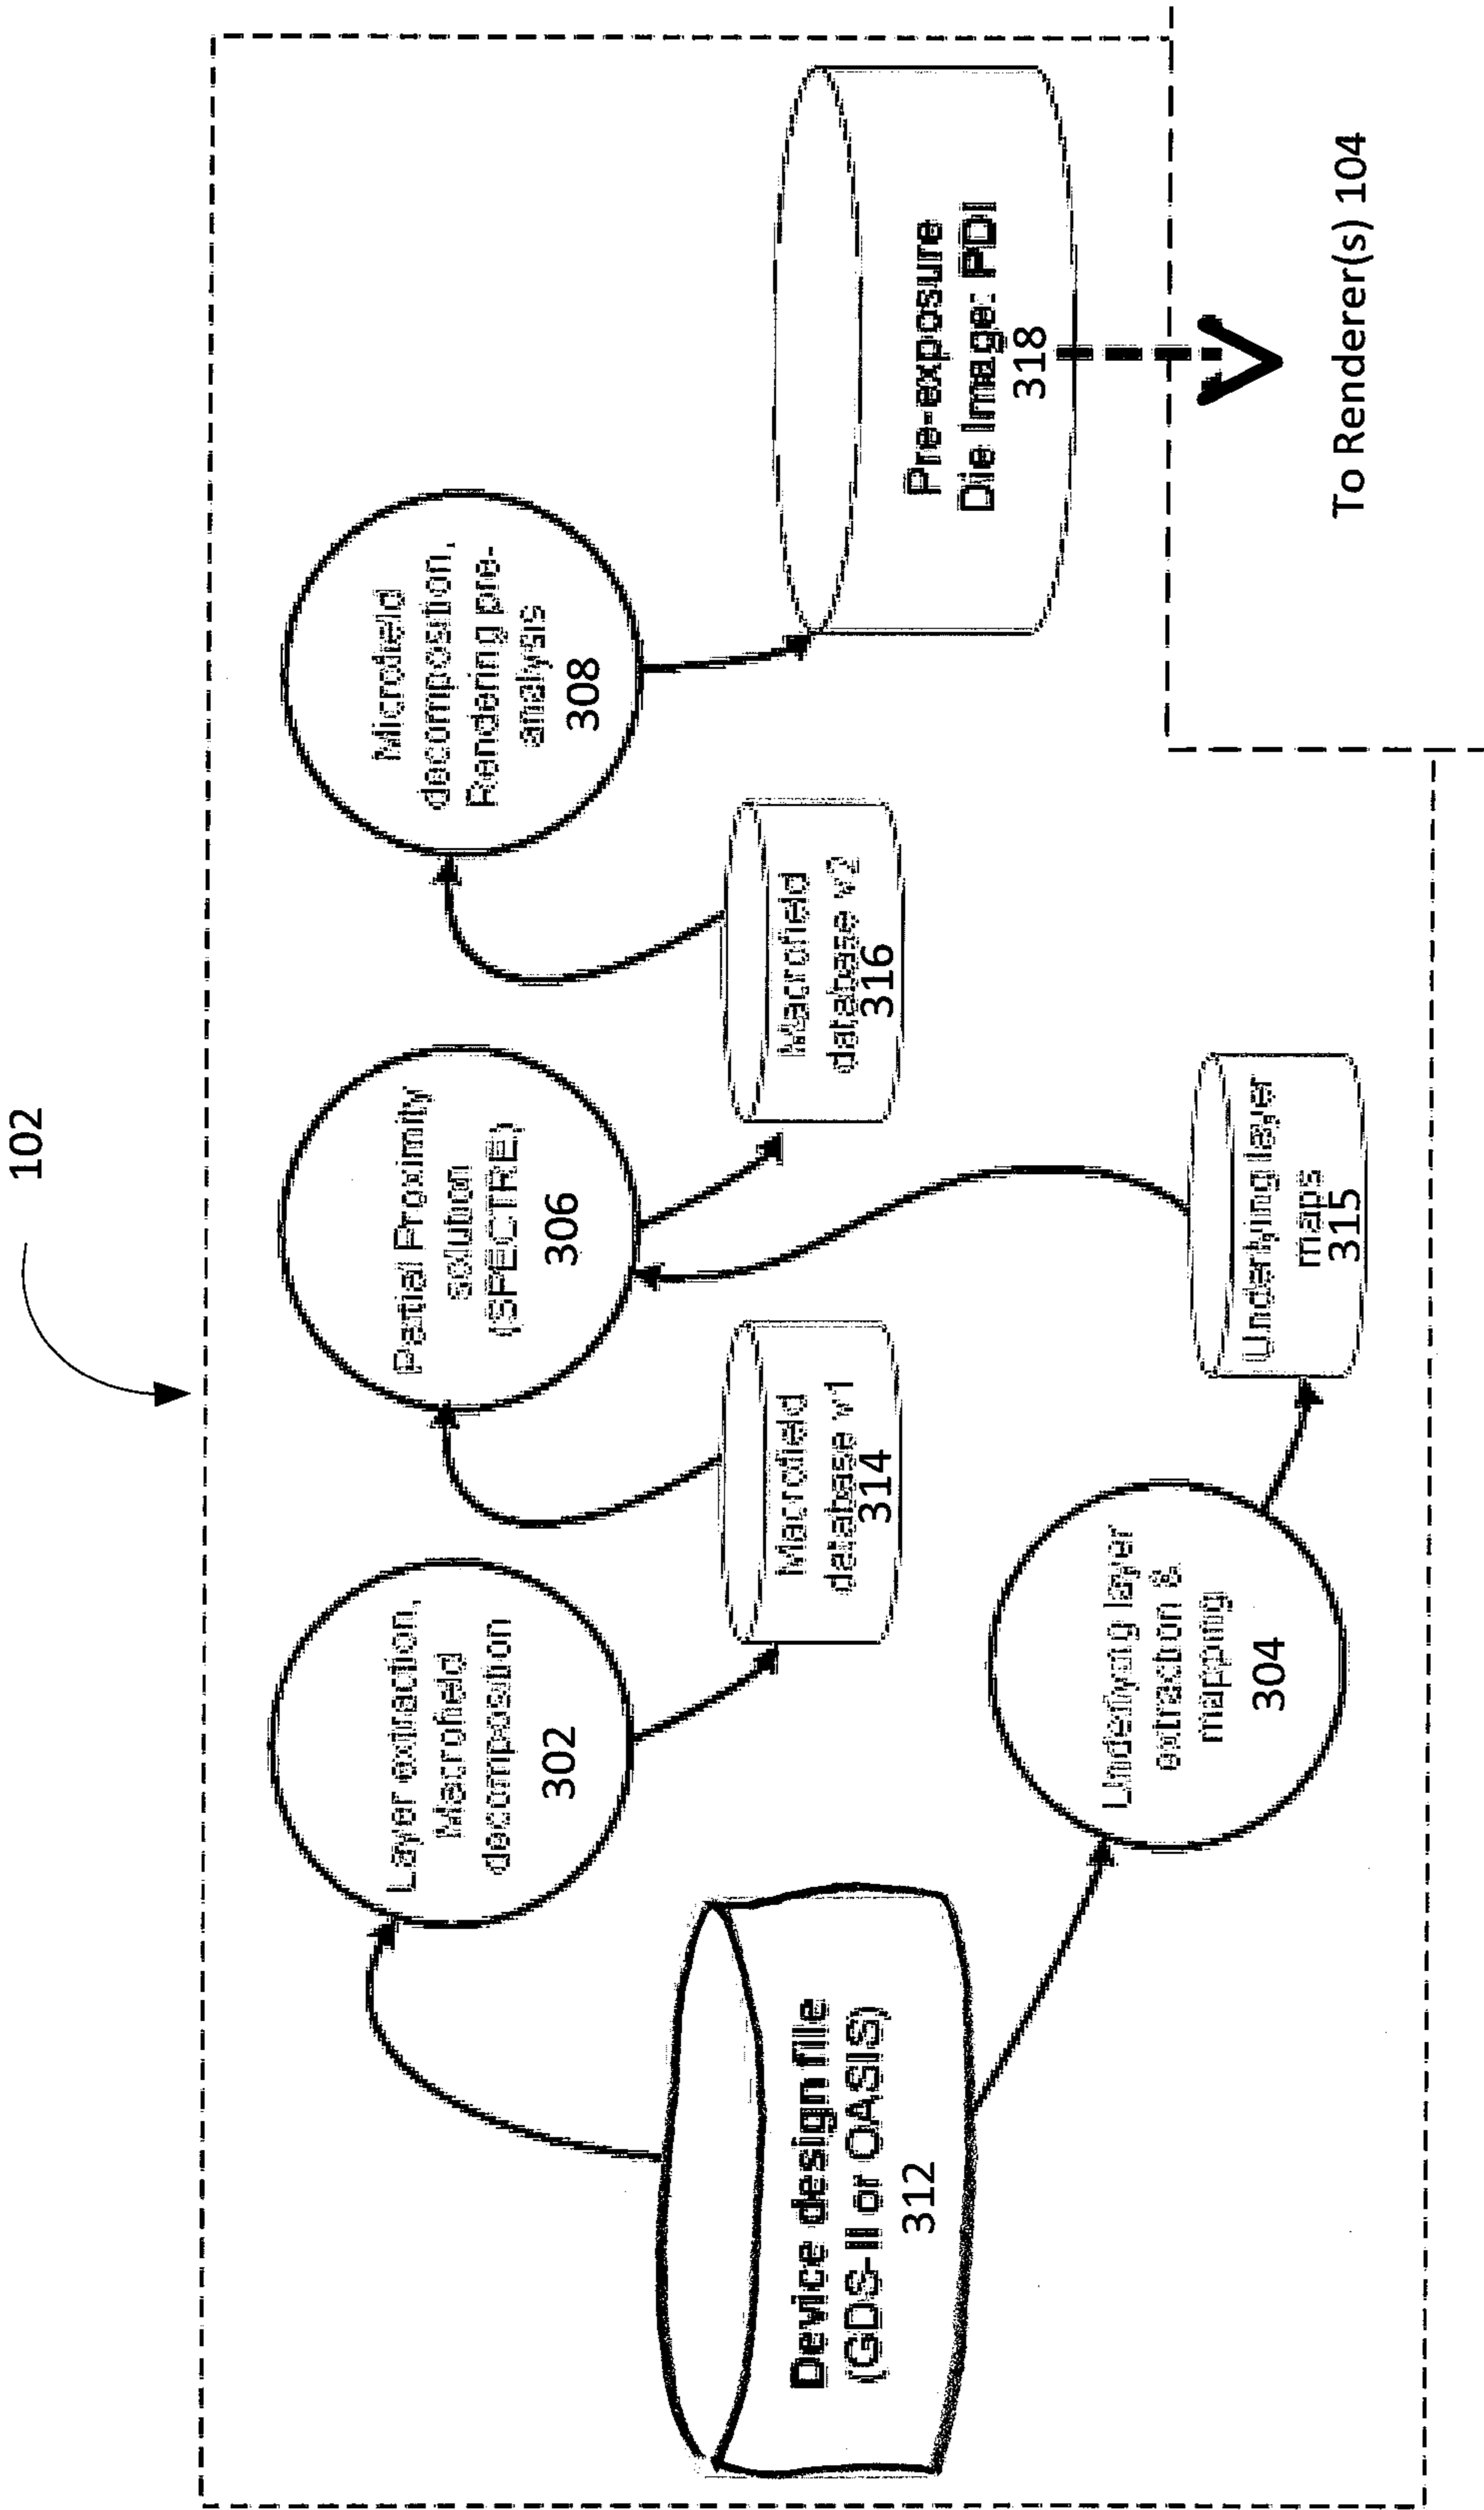 102
Layer extraction,
Macrofield
decomposition
302
Partial Proximity
solution
(SPECTRE)
306
Microfield
decomposition,
Rendering pre-
analysis
308
Device design file
(GDS-II or OASIS)
312
Macrofield
database v1
314
Macrofield
database v2
316
Pre-exposure
Die Image: PDI
318
Underlying layer
extraction &
mapping
304
Underlying layer
maps
315
To Renderer(s) 104